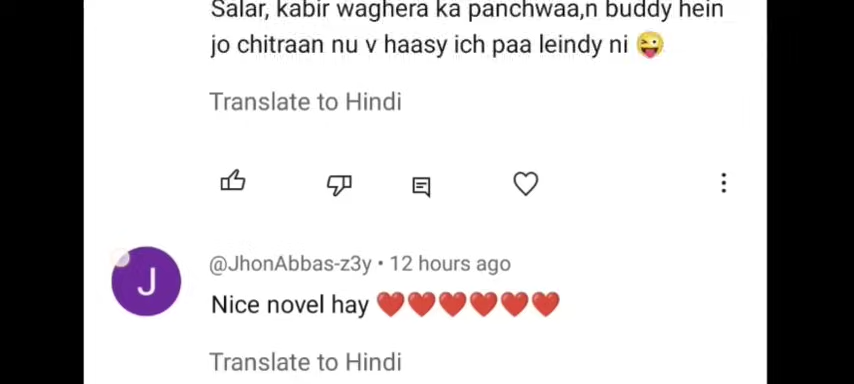 Salar, kabir waghera ka panchwaa,n buddy hein
jo chitraan nu v haasy ich paa leindy ni 😜
Translate to Hindi
J
@JhonAbbas-z3y • 12 hours ago
Nice novel hay ❤️❤️❤️❤️❤️❤️
Translate to Hindi